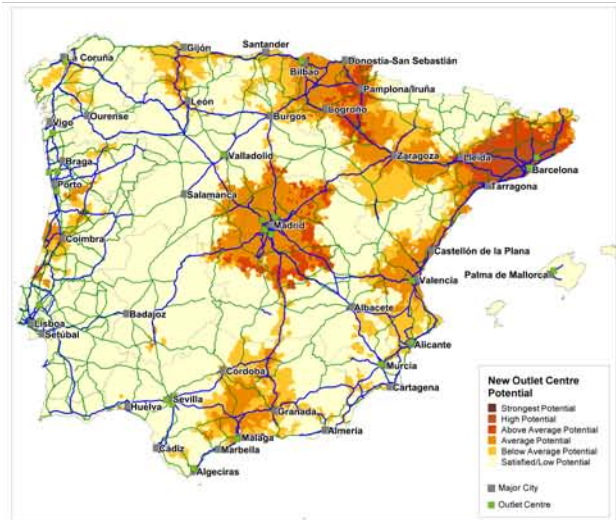 Gijón
Santander
La Coruña
Donostia-San Sebastián
Bilbao
Pamplona/Iruña
León
Logroño
Vigo
Ourense
Burgos
Braga
Valladolid
Zaragoza
Lleida
Barcelona
Porto
Salamanca
Tarragona
Madrid
Coimbra
Castellón de la Plana
Palma de Mallorca
Valencia
Lisboa
Badajoz
Albacete
Setúbal
Alicante
Murcia
Córdoba
Cartagena
Huelva
Sevilla
Granada
Almería
Cádiz
Málaga
Marbella
Algeciras
New Outlet Centre
Potential
Strongest Potential
High Potential
Above Average Potential
Average Potential
Below Average Potential
Satisfied/Low Potential
Major City
Outlet Centre